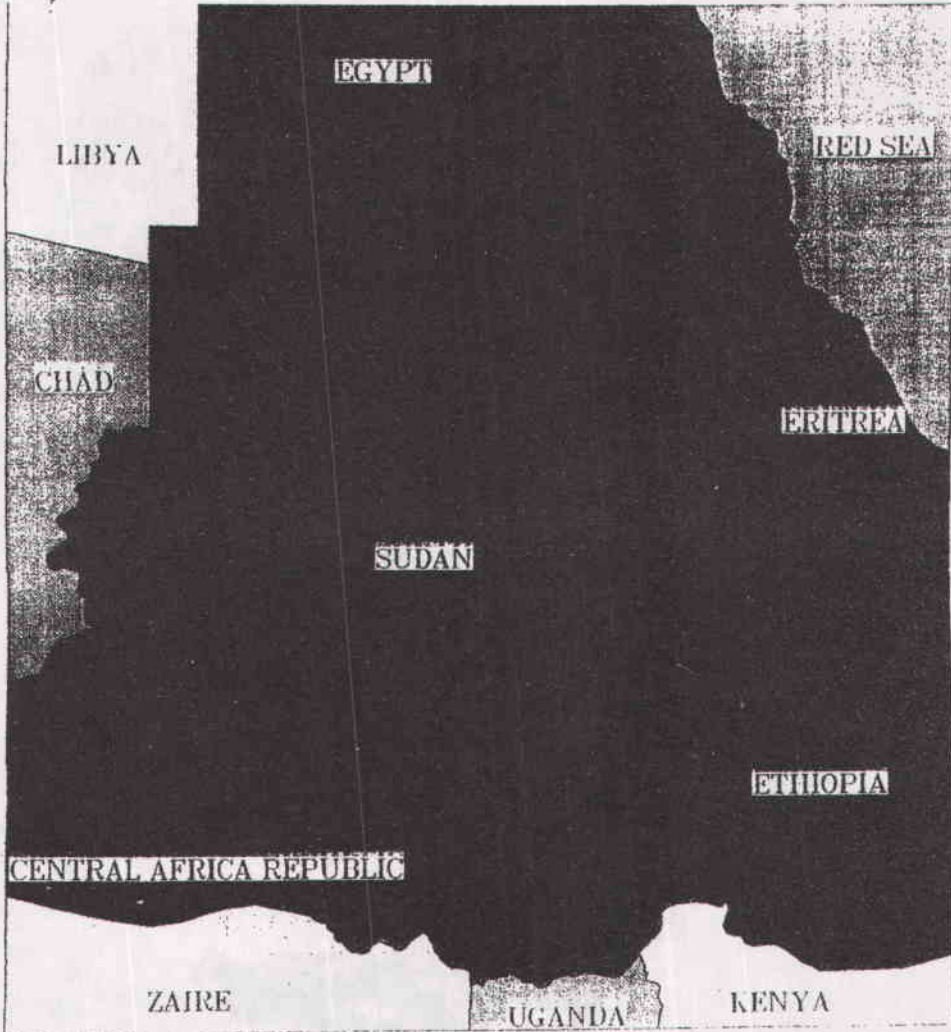 EGYPT
LIBYA
RED SEA
CHAD
ERITREA
SUDAN
ETHIOPIA
CENTRAL AFRICA REPUBLIC
ZAIRE
UGANDA
KENYA